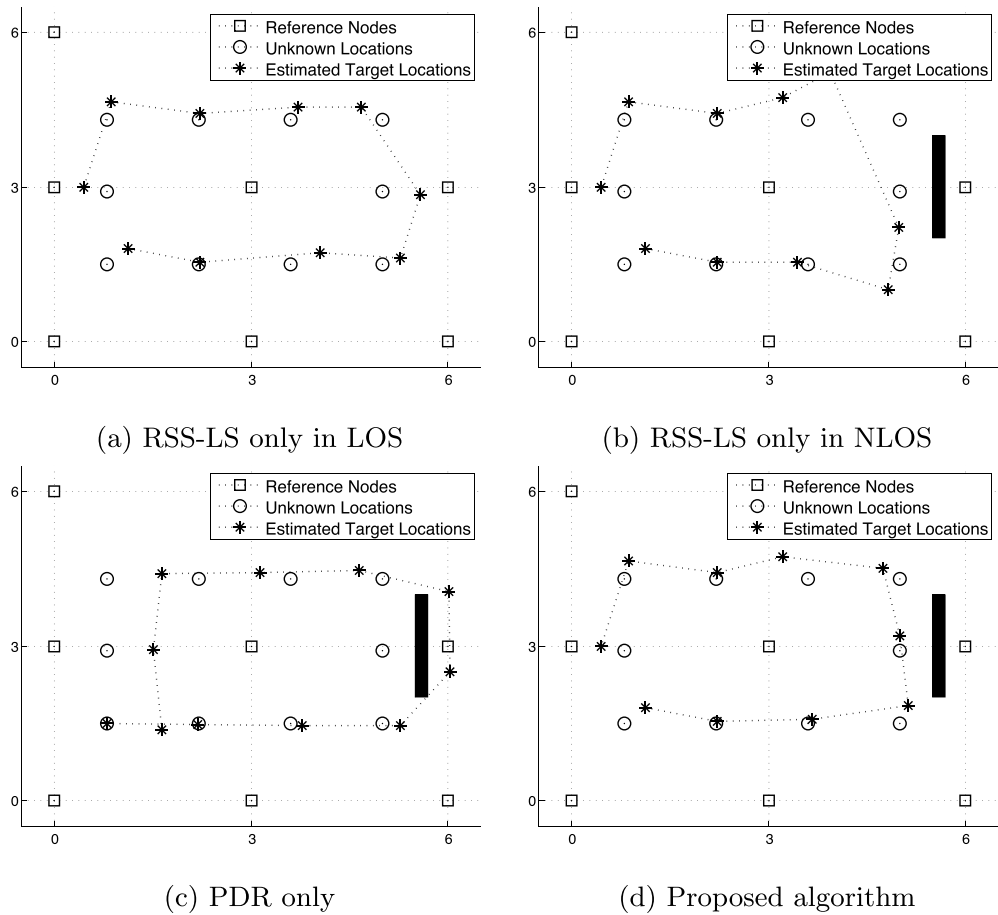 Reference Nodes
Unknown Locations
Estimated Target Locations
6
3
0
0 3 6
(a) RSS-LS only in LOS
Reference Nodes
Unknown Locations
Estimated Target Locations
6
3
0
0 3 6
(b) RSS-LS only in NLOS
Reference Nodes
Unknown Locations
Estimated Target Locations
6
3
0
0 3 6
(c) PDR only
Reference Nodes
Unknown Locations
Estimated Target Locations
6
3
0
0 3 6
(d) Proposed algorithm